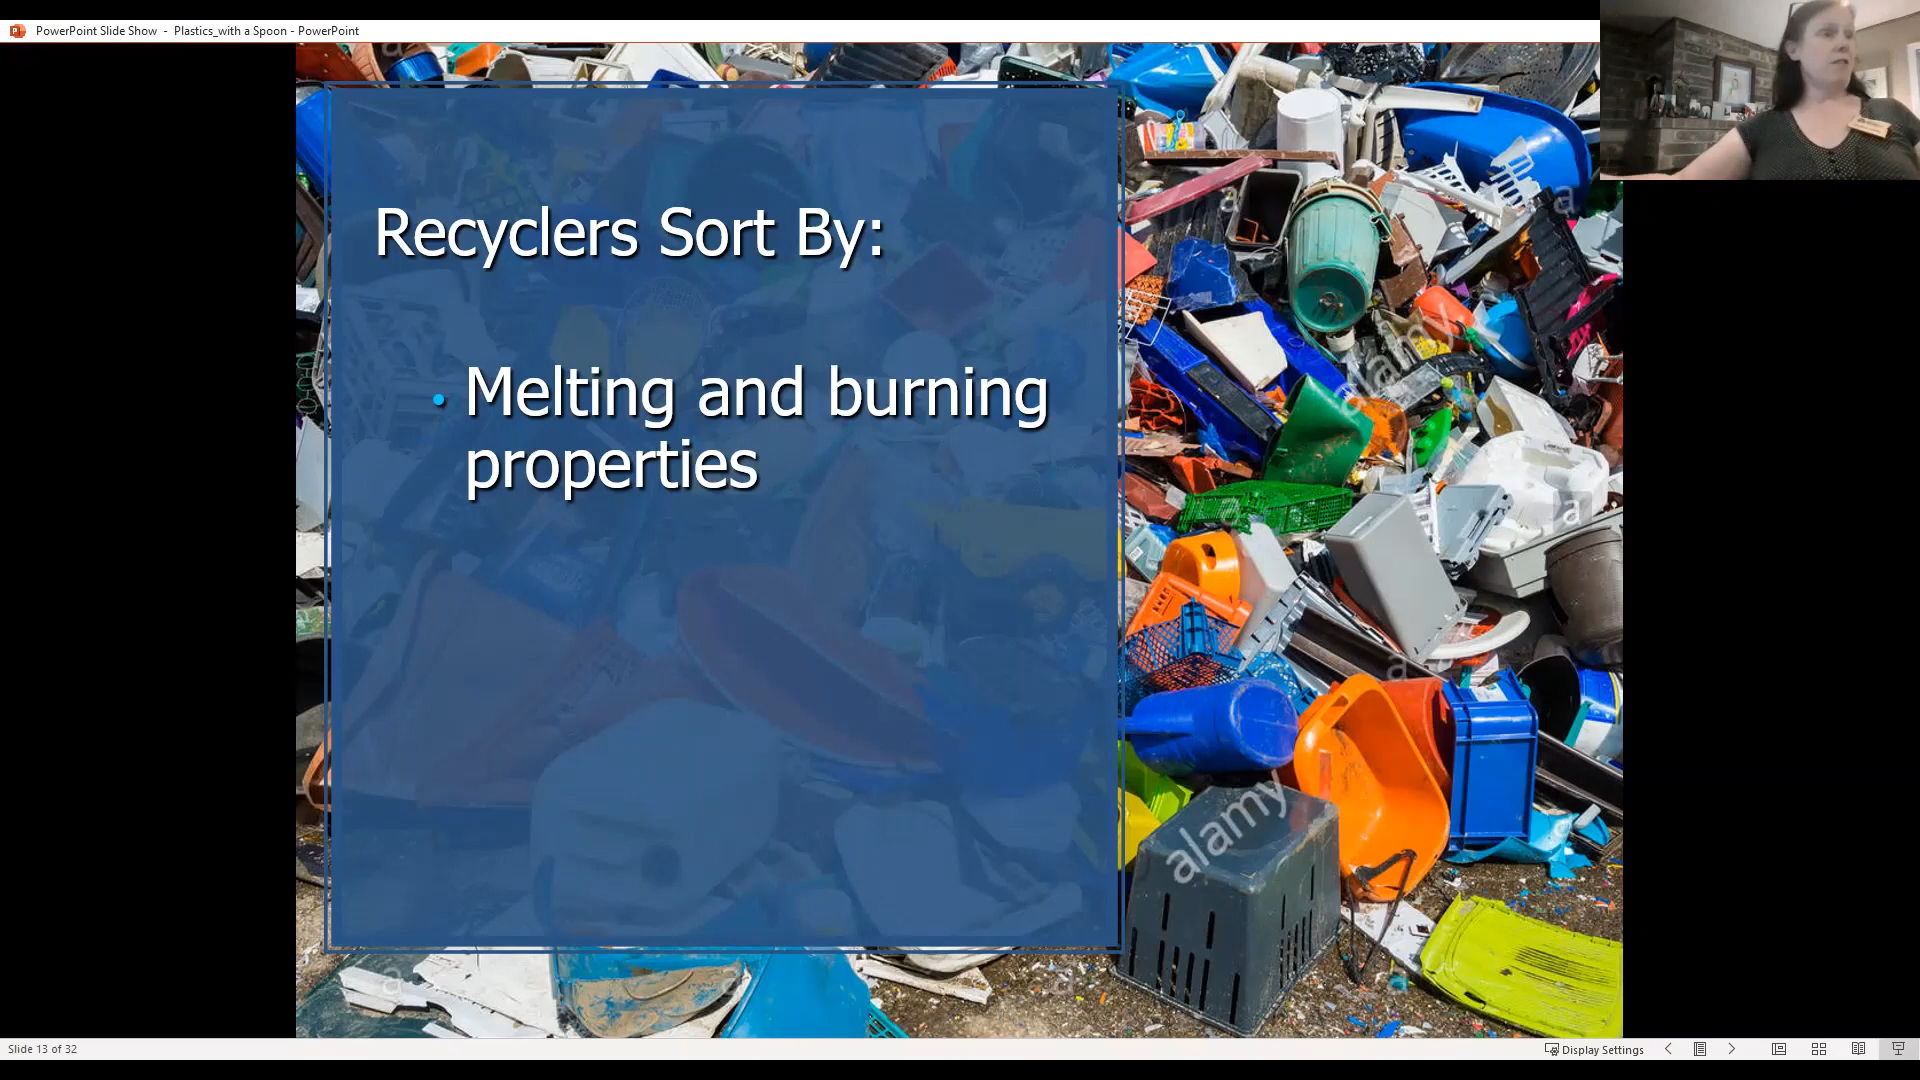 PowerPoint Slide Show - Plastics_with a Spoon - PowerPoint
Recyclers Sort By:
• Melting and burning
properties
alamy
alamy
a
Slide 13 of 32
Display Settings